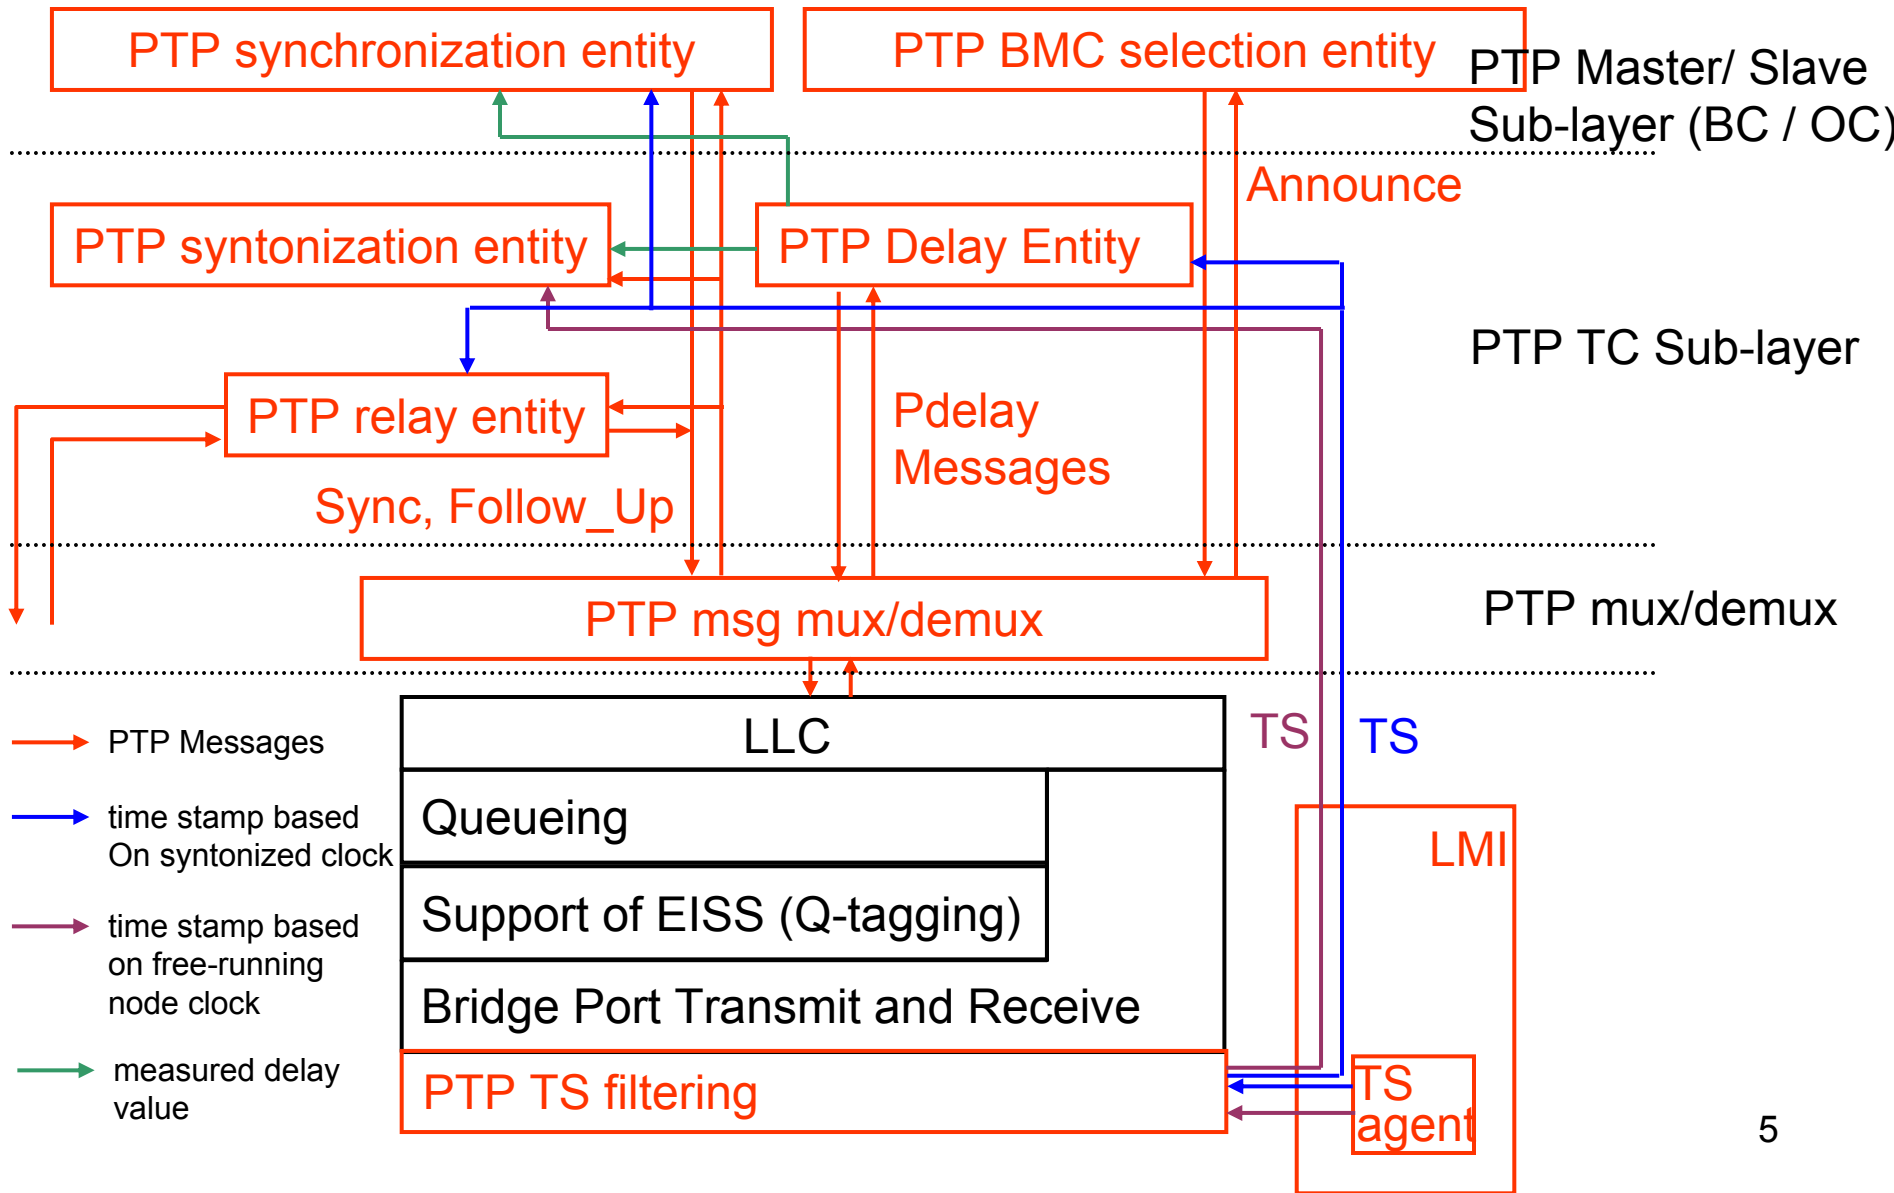 PTP synchronization entity
PTP BMC selection entity
PTP Master/ Slave
Sub-layer (BC / OC)
Announce
PTP syntonization entity
PTP Delay Entity
PTP TC Sub-layer
PTP relay entity
Pdelay
Messages
Sync, Follow_Up
PTP msg mux/demux
PTP mux/demux
PTP Messages
LLC
TS
TS
time stamp based
On syntonized clock
Queueing
LMI
Support of EISS (Q-tagging)
time stamp based
on free-running
node clock
Bridge Port Transmit and Receive
measured delay
value
PTP TS filtering
TS
agent
5